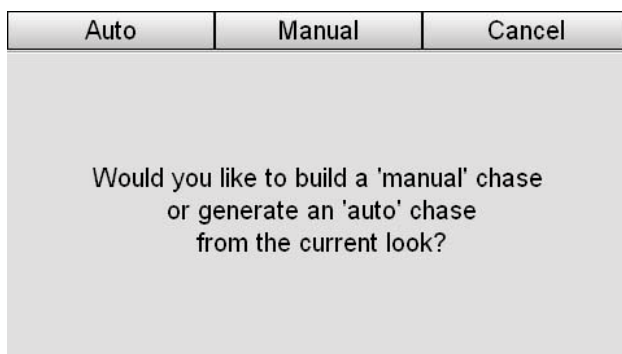 Auto Manual Cancel
Would you like to build a 'manual' chase
or generate an 'auto' chase
from the current look?